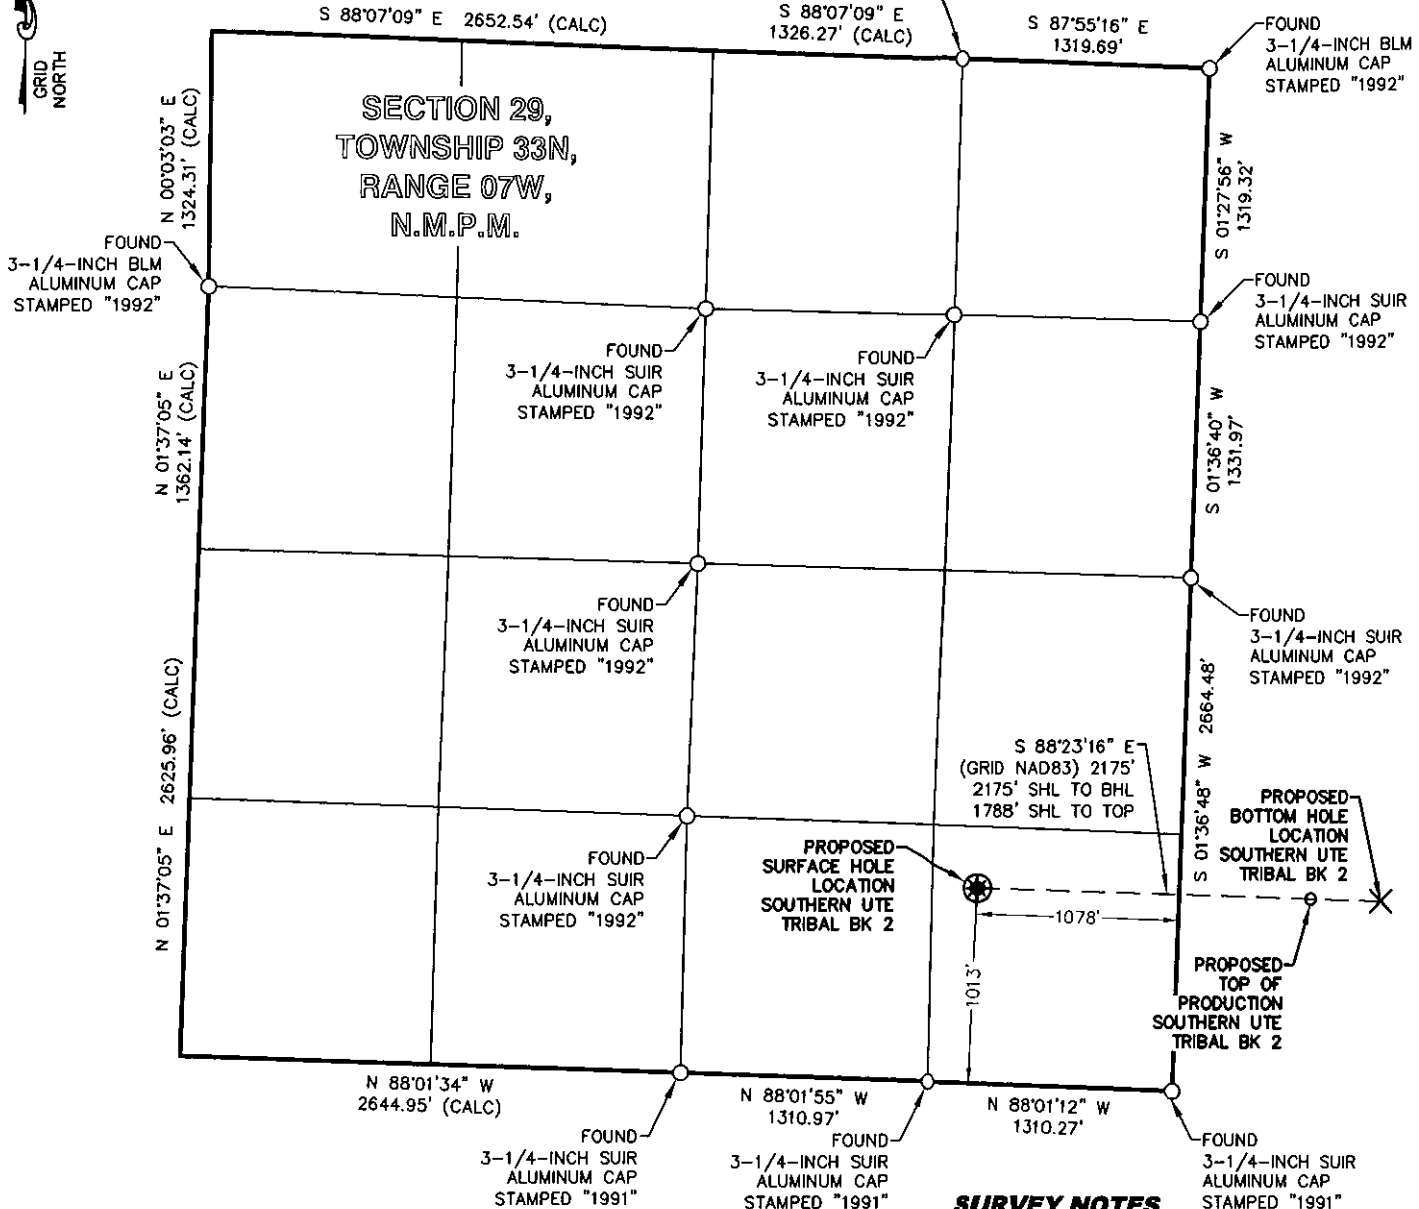 GRID
NORTH
S 88°07'09" E 2652.54' (CALC)
S 88°07'09" E
1326.27' (CALC)
S 87°55'16" E
1319.69'
FOUND
3-1/4-INCH BLM
ALUMINUM CAP
STAMPED "1992"
SECTION 29,
TOWNSHIP 33N,
RANGE 07W,
N.M.P.M.
N 00°03'03" E
1324.31' (CALC)
S 01°27'56" W
1319.32'
FOUND
3-1/4-INCH BLM
ALUMINUM CAP
STAMPED "1992"
FOUND
3-1/4-INCH SUIR
ALUMINUM CAP
STAMPED "1992"
FOUND
3-1/4-INCH SUIR
ALUMINUM CAP
STAMPED "1992"
FOUND
3-1/4-INCH SUIR
ALUMINUM CAP
STAMPED "1992"
N 01°37'05" E
1362.14' (CALC)
S 01°36'40" W
1331.97'
FOUND
3-1/4-INCH SUIR
ALUMINUM CAP
STAMPED "1992"
FOUND
3-1/4-INCH SUIR
ALUMINUM CAP
STAMPED "1992"
N 01°37'05" E 2625.96' (CALC)
S 01°36'48" W 2664.48'
S 88°23'16" E
(GRID NAD83) 2175'
2175' SHL TO BHL
1788' SHL TO TOP
PROPOSED
BOTTOM HOLE
LOCATION
SOUTHERN UTE
TRIBAL BK 2
PROPOSED
SURFACE HOLE
LOCATION
SOUTHERN UTE
TRIBAL BK 2
FOUND
3-1/4-INCH SUIR
ALUMINUM CAP
STAMPED "1992"
1078'
1013'
PROPOSED
TOP OF
PRODUCTION
SOUTHERN UTE
TRIBAL BK 2
N 88°01'34" W
2644.95' (CALC)
N 88°01'55" W
1310.97'
N 88°01'12" W
1310.27'
FOUND
3-1/4-INCH SUIR
ALUMINUM CAP
STAMPED "1991"
FOUND
3-1/4-INCH SUIR
ALUMINUM CAP
STAMPED "1991"
FOUND
3-1/4-INCH SUIR
ALUMINUM CAP
STAMPED "1991"
SURVEY NOTES